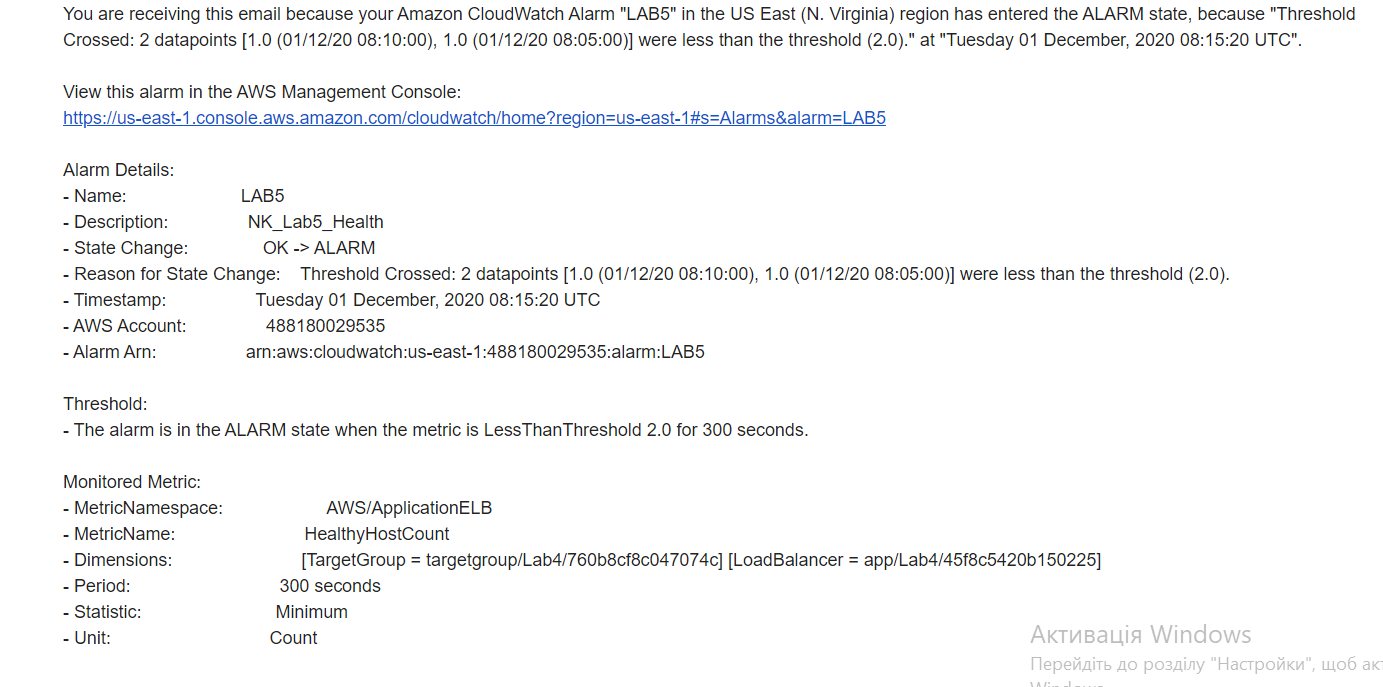 You are receiving this email because your Amazon CloudWatch Alarm "LAB5" in the US East (N. Virginia) region has entered the ALARM state, because "Threshold
Crossed: 2 datapoints [1.0 (01/12/20 08:10:00), 1.0 (01/12/20 08:05:00)] were less than the threshold (2.0)." at "Tuesday 01 December, 2020 08:15:20 UTC".
View this alarm in the AWS Management Console:
https://us-east-1.console.aws.amazon.com/cloudwatch/home?region=us-east-1#s=Alarms&alarm=LAB5
Alarm Details:
- Name: LAB5
- Description: NK_Lab5_Health
- State Change: OK -> ALARM
- Reason for State Change: Threshold Crossed: 2 datapoints [1.0 (01/12/20 08:10:00), 1.0 (01/12/20 08:05:00)] were less than the threshold (2.0).
- Timestamp: Tuesday 01 December, 2020 08:15:20 UTC
- AWS Account: 488180029535
- Alarm Arn: arn:aws:cloudwatch:us-east-1:488180029535:alarm:LAB5
Threshold:
- The alarm is in the ALARM state when the metric is LessThanThreshold 2.0 for 300 seconds.
Monitored Metric:
- MetricNamespace: AWS/ApplicationELB
- MetricName: HealthyHostCount
- Dimensions: [TargetGroup = targetgroup/Lab4/760b8cf8c047074c] [LoadBalancer = app/Lab4/45f8c5420b150225]
- Period: 300 seconds
- Statistic: Minimum
- Unit: Count
Активація Windows
Перейдіть до розділу "Настройки", щоб ак
Windows